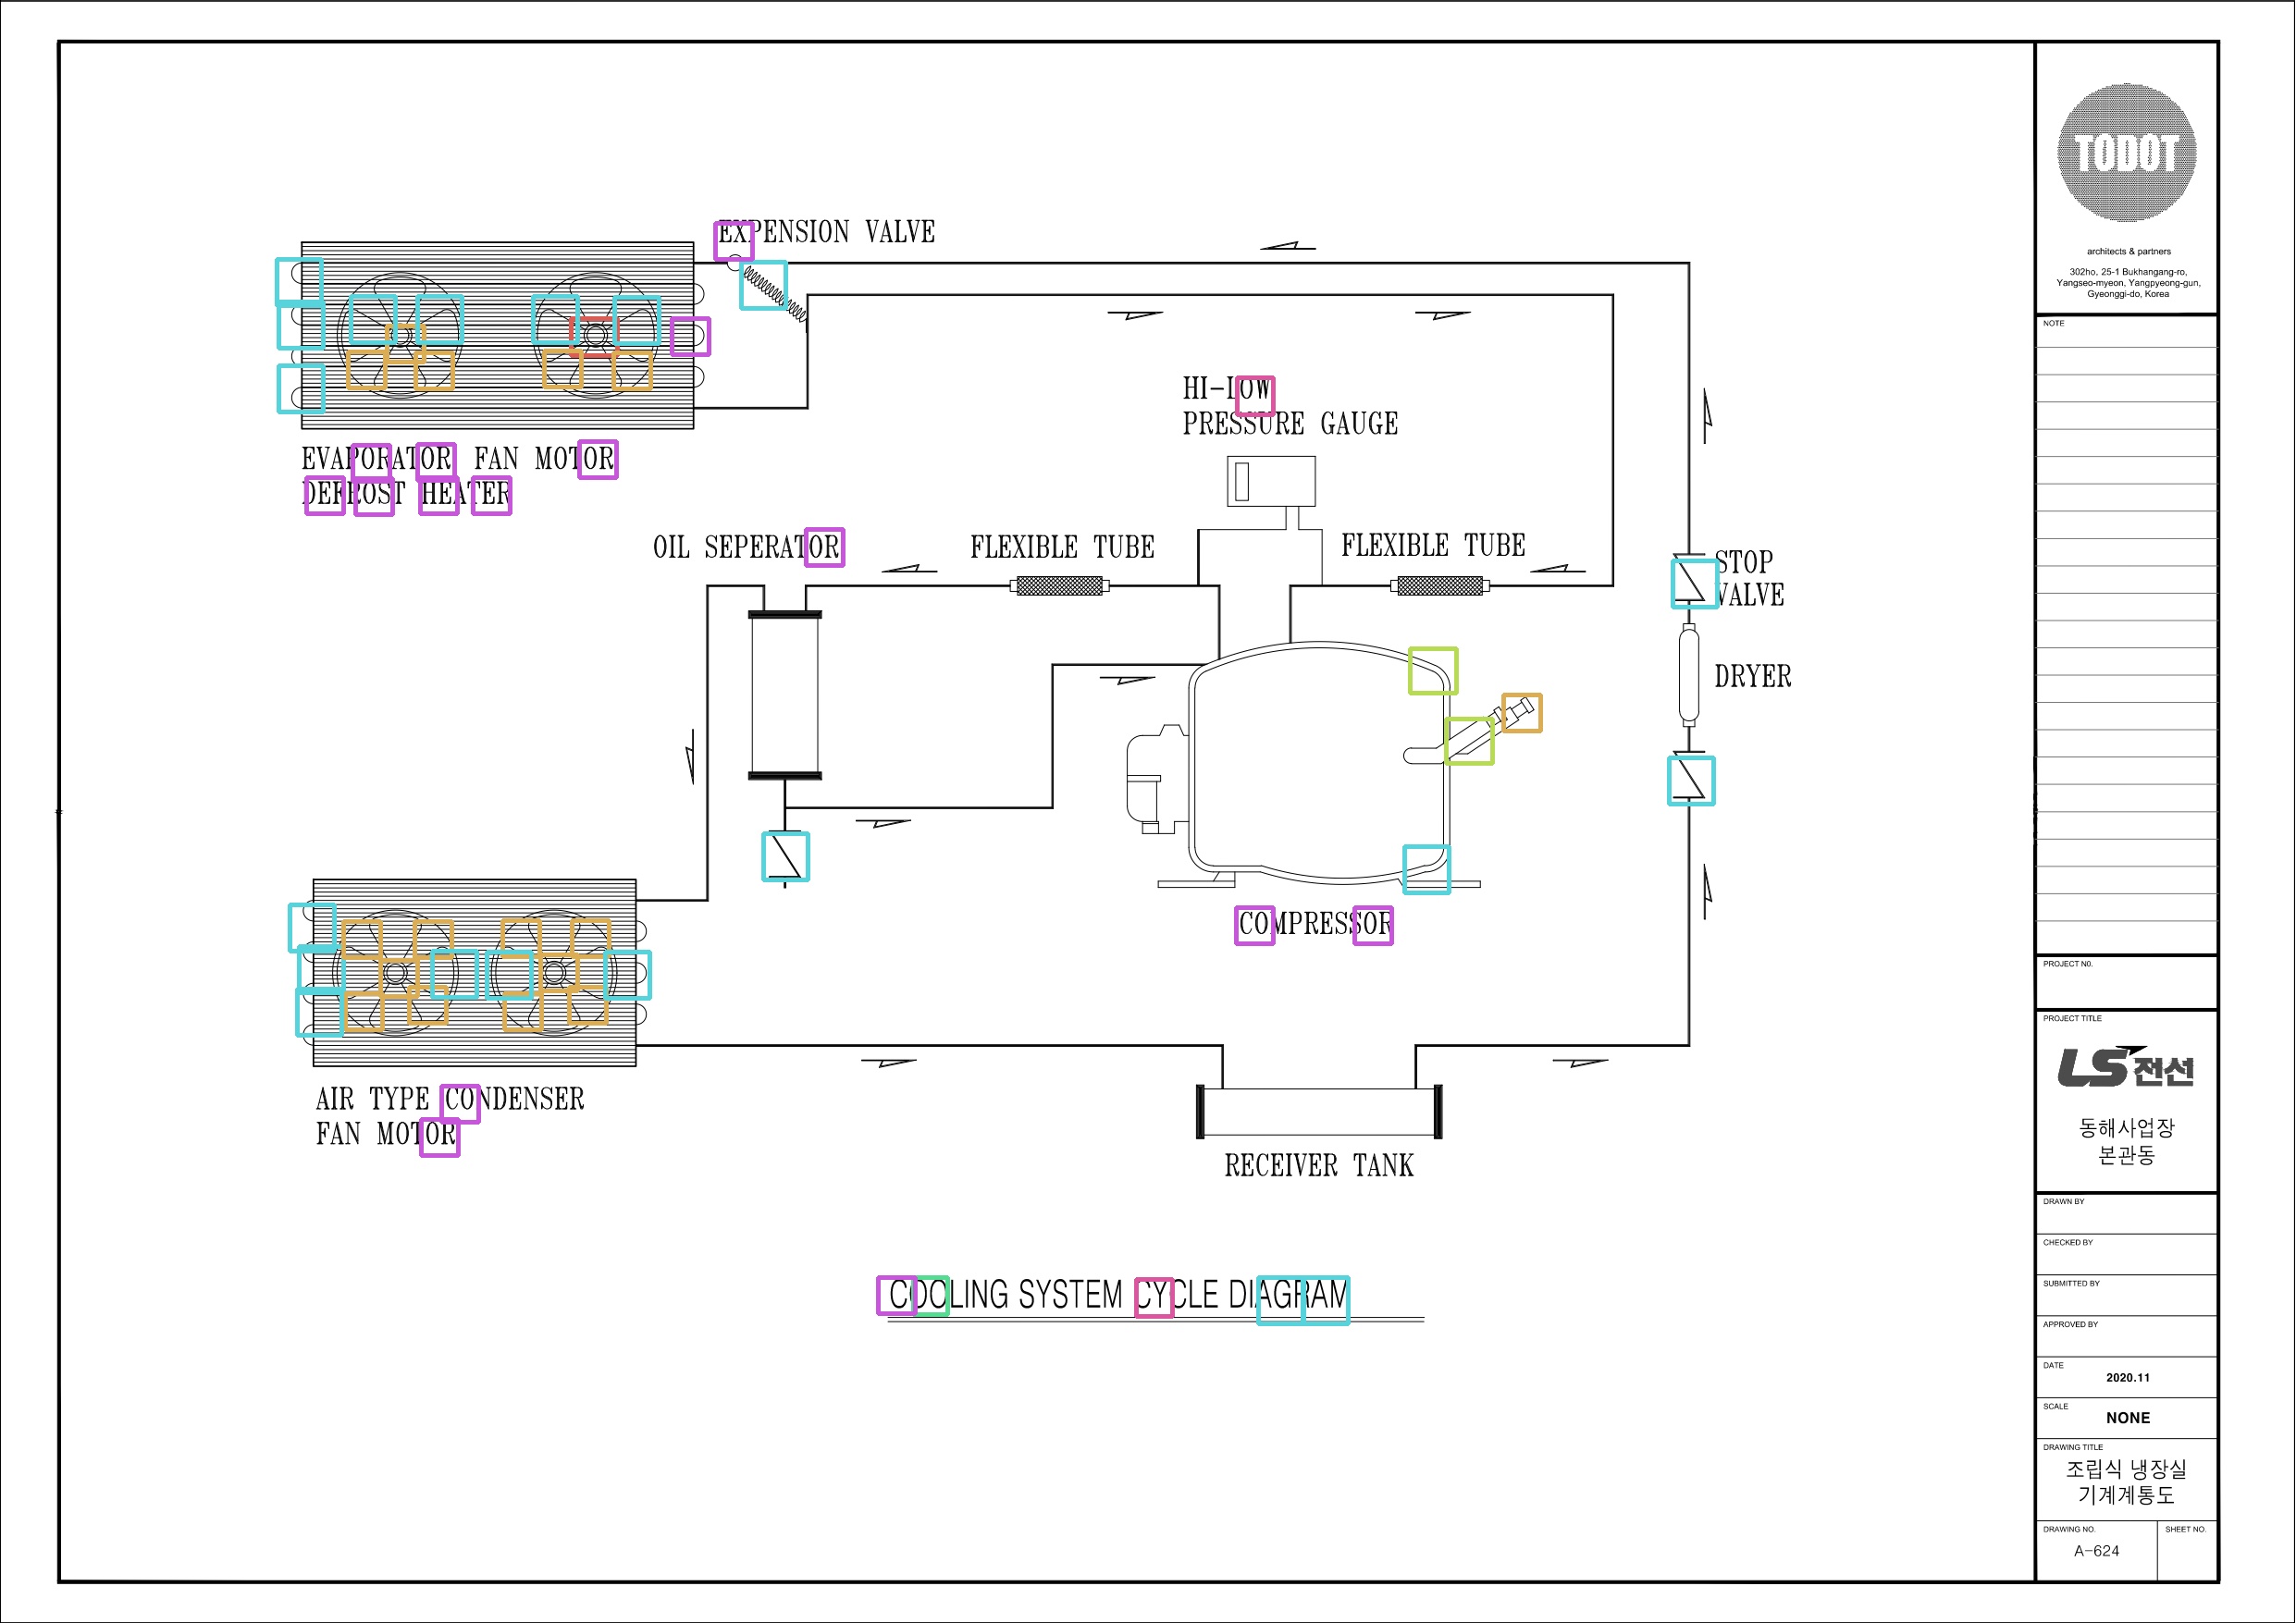 EXPENSION VALVE
EVAPORATOR FAN MOTOR
DEFROST HEATER
HI-LOW
PRESSURE GAUGE
OIL SEPERATOR
FLEXIBLE TUBE
FLEXIBLE TUBE
STOP
VALVE
DRYER
COMPRESSOR
AIR TYPE CONDENSER
FAN MOTOR
RECEIVER TANK
COOLING SYSTEM CYCLE DIAGRAM
TODOT
architects & partners
302ho, 25-1 Bukhangang-ro,
Yangseo-myeon, Yangpyeong-gun,
Gyeonggi-do, Korea
NOTE
PROJECT NO.
PROJECT TITLE
LS전선
동해사업장
본관동
DRAWN BY
CHECKED BY
SUBMITTED BY
APPROVED BY
DATE
2020.11
SCALE
NONE
DRAWING TITLE
조립식 냉장실
기계계통도
DRAWING NO. SHEET NO.
A-624